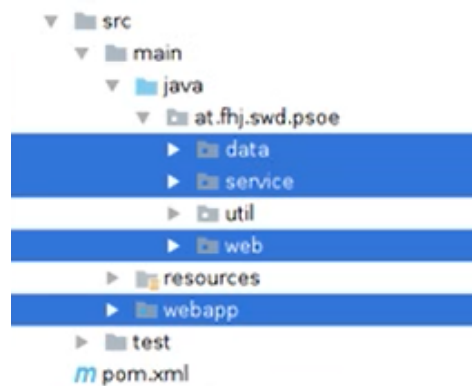 src
main
java
at.fhj.swd.psoe
data
service
util
web
resources
webapp
test
m pom.xml